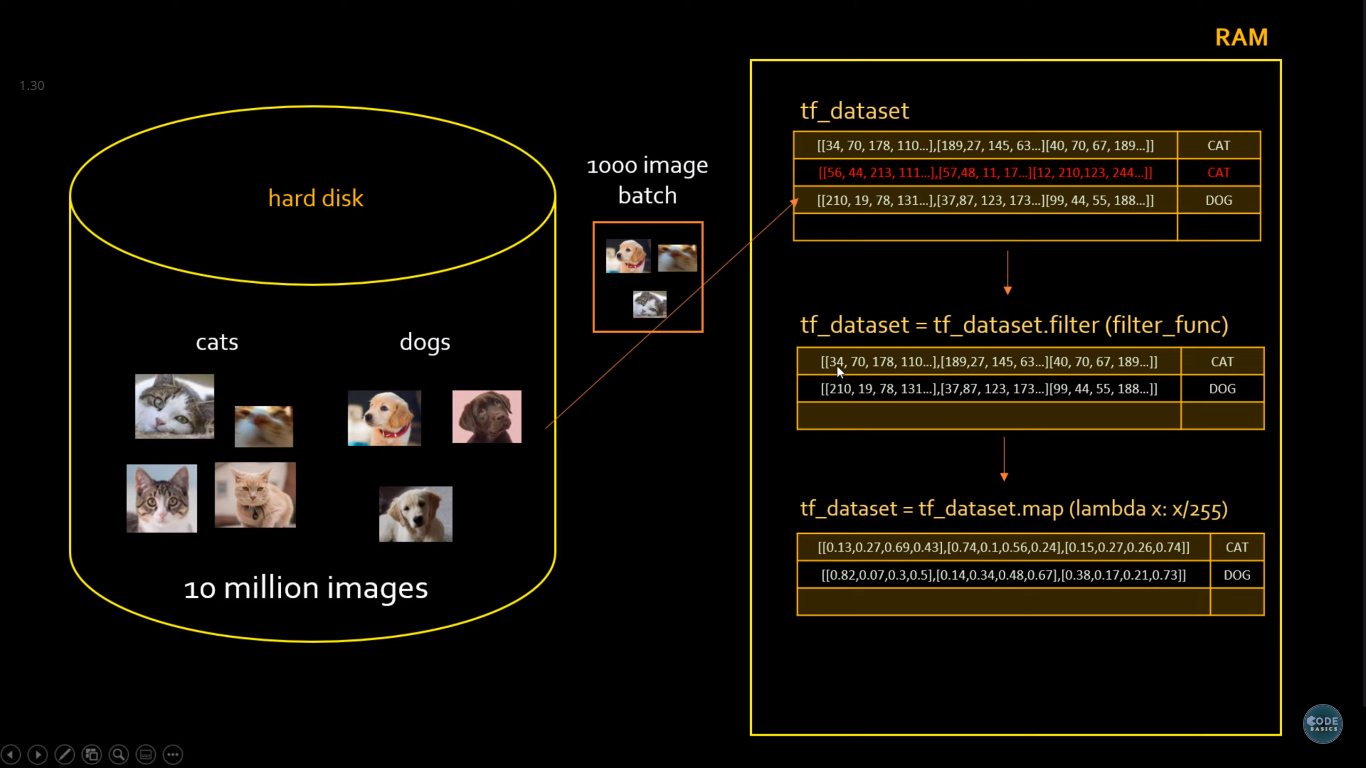 RAM
1.30
hard disk
cats
dogs
10 million images
1000 image
batch
tf_dataset
[[34, 70, 178, 110...],[189,27, 145, 63...][40, 70, 67, 189...]] CAT
[[56, 44, 213, 111...],[57,48, 11, 17...][12, 210,123, 244...]] CAT
[[210, 19, 78, 131...],[37,87, 123, 173...][99, 44, 55, 188...]] DOG
tf_dataset = tf_dataset.filter (filter_func)
[[34, 70, 178, 110...],[189,27, 145, 63...][40, 70, 67, 189...]] CAT
[[210, 19, 78, 131...],[37,87, 123, 173...][99, 44, 55, 188...]] DOG
tf_dataset = tf_dataset.map (lambda x: x/255)
[[0.13,0.27,0.69,0.43],[0.74,0.1,0.56,0.24],[0.15,0.27,0.26,0.74]] CAT
[[0.82,0.07,0.3,0.5],[0.14,0.34,0.48,0.67],[0.38,0.17,0.21,0.73]] DOG
CODE
BASICS